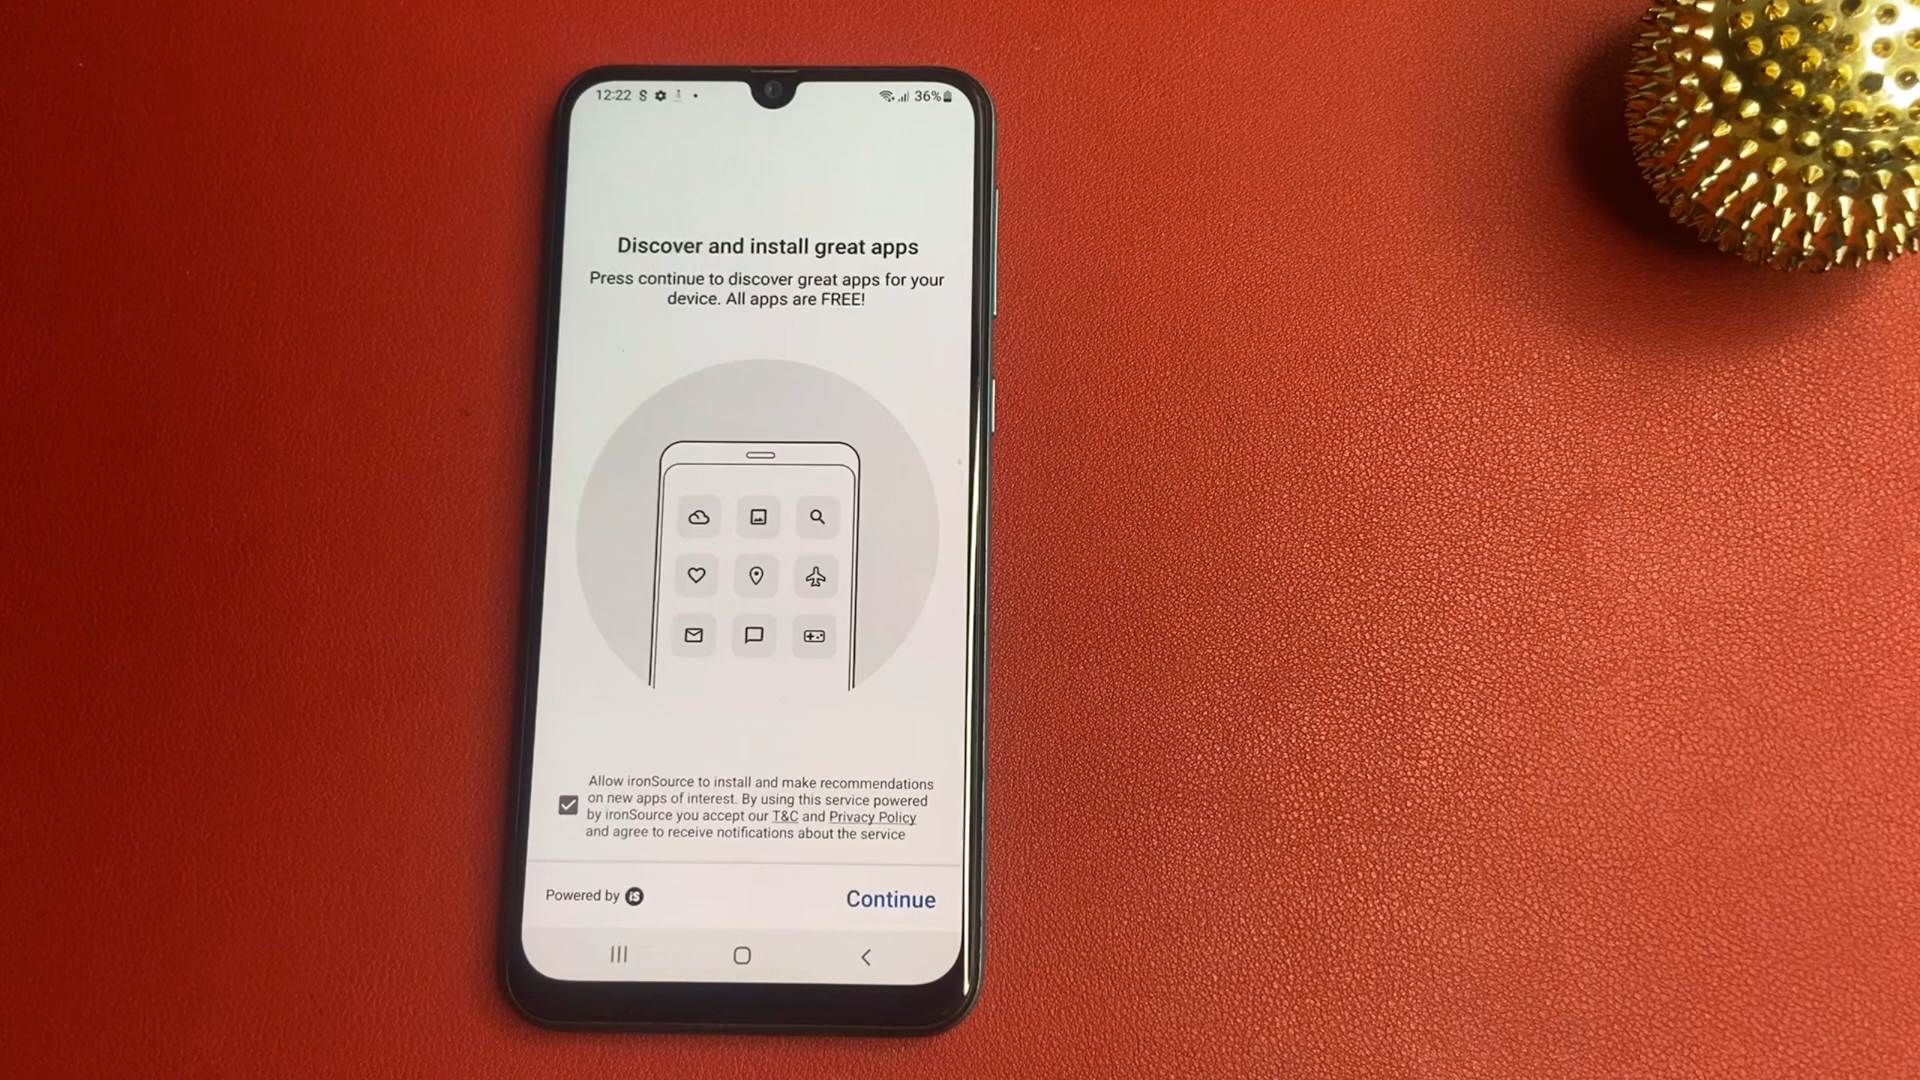 12:22
36%
Discover and install great apps
Press continue to discover great apps for your
device. All apps are FREE!
Allow ironSource to install and make recommendations
on new apps of interest. By using this service powered
by ironSource you accept our T&C and Privacy Policy
and agree to receive notifications about the service
Powered by iS
Continue